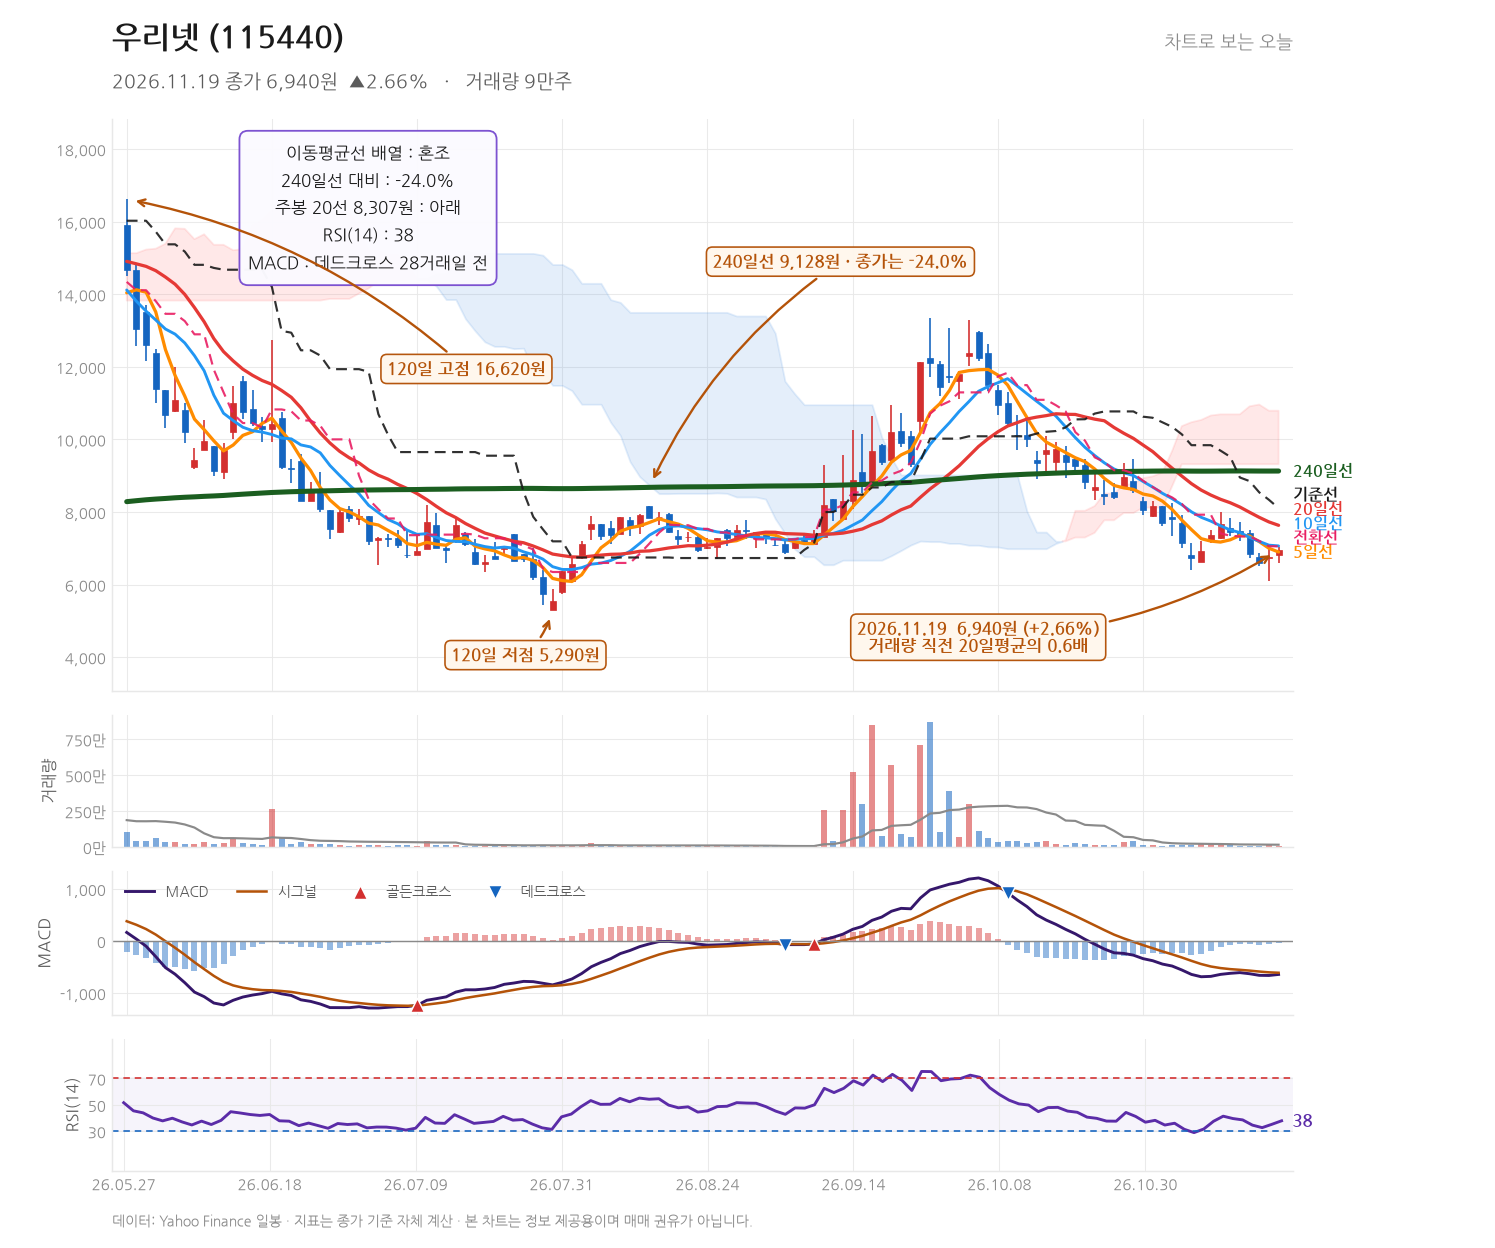 우리넷 (115440)
차트로 보는 오늘
2026.11.19 종가 6,940원 ▲2.66% · 거래량 9만주
이동평균선 배열 : 혼조
240일선 대비 : -24.0%
주봉 20선 8,307원 : 아래
RSI(14) : 38
MACD : 데드크로스 28거래일 전
240일선 9,128원 · 종가는 -24.0%
120일 고점 16,620원
120일 저점 5,290원
2026.11.19 6,940원 (+2.66%)
거래량 직전 20일평균의 0.6배
18,000
16,000
14,000
12,000
10,000
8,000
6,000
4,000
240일선
기준선
20일선
10일선
전환선
5일선
거래량
750만
500만
250만
0만
MACD
1,000
0
-1,000
MACD 시그널 골든크로스 데드크로스
RSI(14)
70
50
30
38
26.05.27 26.06.18 26.07.09 26.07.31 26.08.24 26.09.14 26.10.08 26.10.30
데이터: Yahoo Finance 일봉 · 지표는 종가 기준 자체 계산 · 본 차트는 정보 제공용이며 매매 권유가 아닙니다.